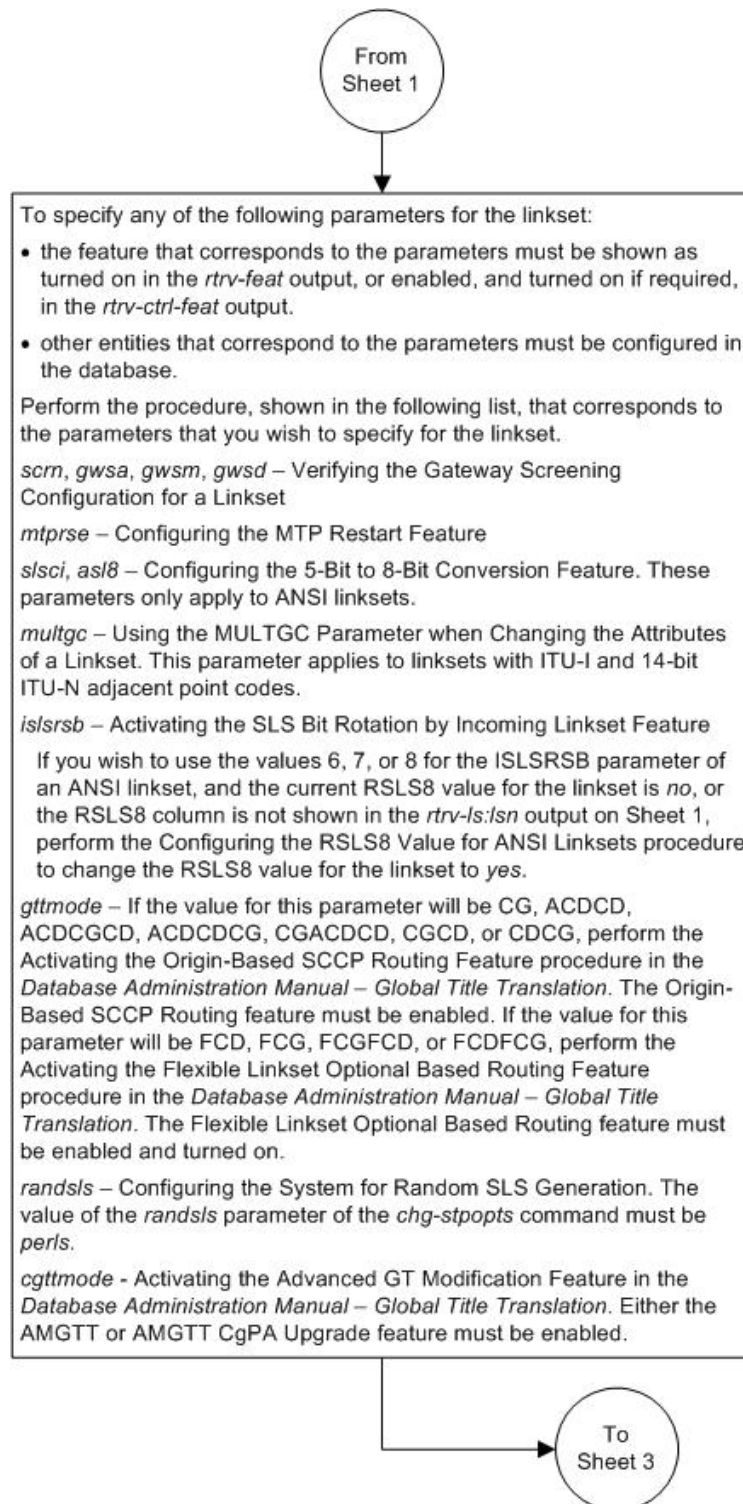 From
Sheet 1
To specify any of the following parameters for the linkset:
• the feature that corresponds to the parameters must be shown as
turned on in the rtrv-feat output, or enabled, and turned on if required,
in the rtrv-ctrl-feat output.
• other entities that correspond to the parameters must be configured in
the database.
Perform the procedure, shown in the following list, that corresponds to
the parameters that you wish to specify for the linkset.
scrn, gwsa, gwsm, gwsd – Verifying the Gateway Screening
Configuration for a Linkset
mtprse – Configuring the MTP Restart Feature
slsci, asl8 – Configuring the 5-Bit to 8-Bit Conversion Feature. These
parameters only apply to ANSI linksets.
multgc – Using the MULTGC Parameter when Changing the Attributes
of a Linkset. This parameter applies to linksets with ITU-I and 14-bit
ITU-N adjacent point codes.
islsrsb – Activating the SLS Bit Rotation by Incoming Linkset Feature
If you wish to use the values 6, 7, or 8 for the ISLSRSB parameter of
an ANSI linkset, and the current RSLS8 value for the linkset is no, or
the RSLS8 column is not shown in the rtrv-ls:lsn output on Sheet 1,
perform the Configuring the RSLS8 Value for ANSI Linksets procedure
to change the RSLS8 value for the linkset to yes.
gttmode – If the value for this parameter will be CG, ACDCD,
ACDCGCD, ACDCDCG, CGACDCD, CGCD, or CDCG, perform the
Activating the Origin-Based SCCP Routing Feature procedure in the
Database Administration Manual – Global Title Translation. The Origin-
Based SCCP Routing feature must be enabled. If the value for this
parameter will be FCD, FCG, FCGFCD, or FCDFCG, perform the
Activating the Flexible Linkset Optional Based Routing Feature
procedure in the Database Administration Manual – Global Title
Translation. The Flexible Linkset Optional Based Routing feature must
be enabled and turned on.
randsls – Configuring the System for Random SLS Generation. The
value of the randsls parameter of the chg-stpopts command must be
perls.
cgttmode - Activating the Advanced GT Modification Feature in the
Database Administration Manual – Global Title Translation. Either the
AMGTT or AMGTT CgPA Upgrade feature must be enabled.
To
Sheet 3